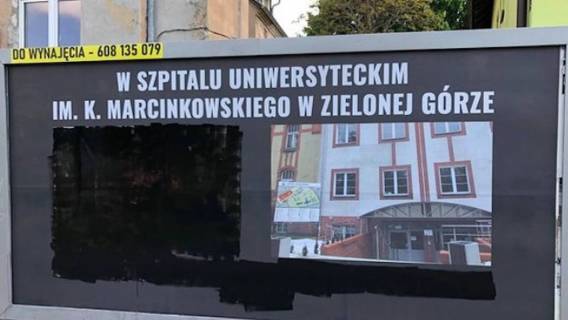 DO WYNAJĘCIA - 608 135 079
W SZPITALU UNIWERSYTECKIM
IM. K. MARCINKOWSKIEGO W ZIELONEJ GÓRZE